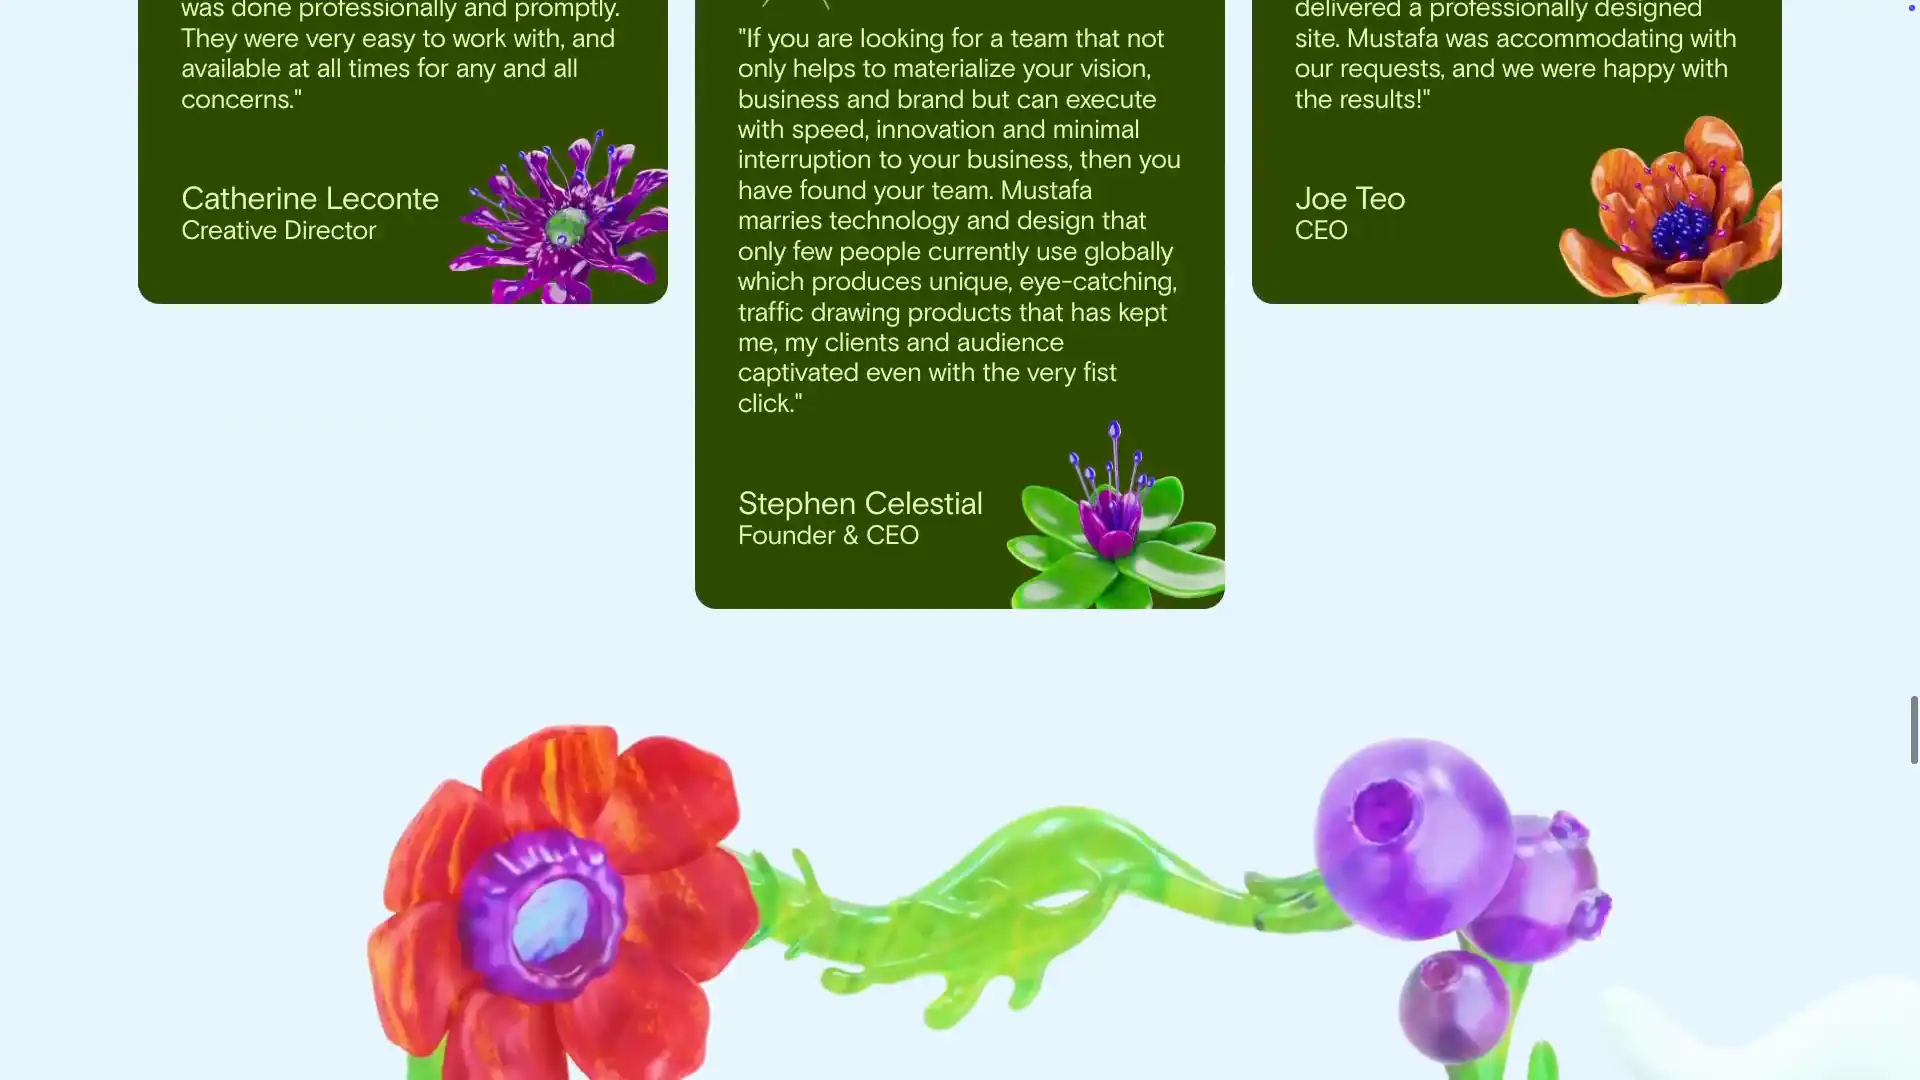 was done professionally and promptly.
They were very easy to work with, and
available at all times for any and all
concerns."
Catherine Leconte
Creative Director
"If you are looking for a team that not
only helps to materialize your vision,
business and brand but can execute
with speed, innovation and minimal
interruption to your business, then you
have found your team. Mustafa
marries technology and design that
only few people currently use globally
which produces unique, eye-catching,
traffic drawing products that has kept
me, my clients and audience
captivated even with the very fist
click."
Stephen Celestial
Founder & CEO
delivered a professionally designed
site. Mustafa was accommodating with
our requests, and we were happy with
the results!"
Joe Teo
CEO